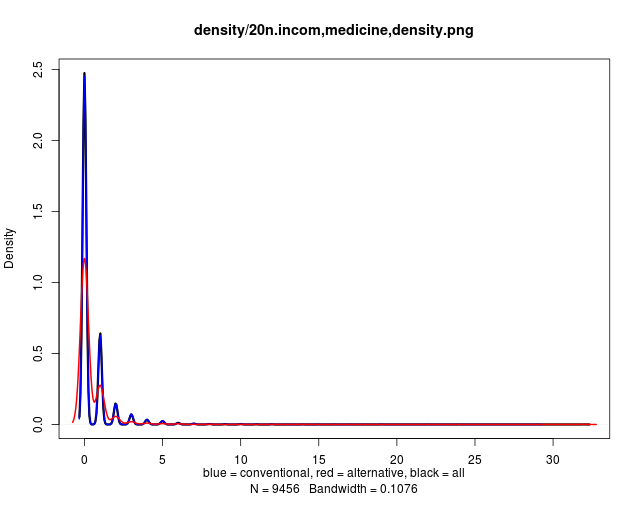 density/20n.incom,medicine,density.png
Density
2.5
2.0
1.5
1.0
0.5
0.0
0 5 10 15 20 25 30
blue = conventional, red = alternative, black = all
N = 9456 Bandwidth = 0.1076